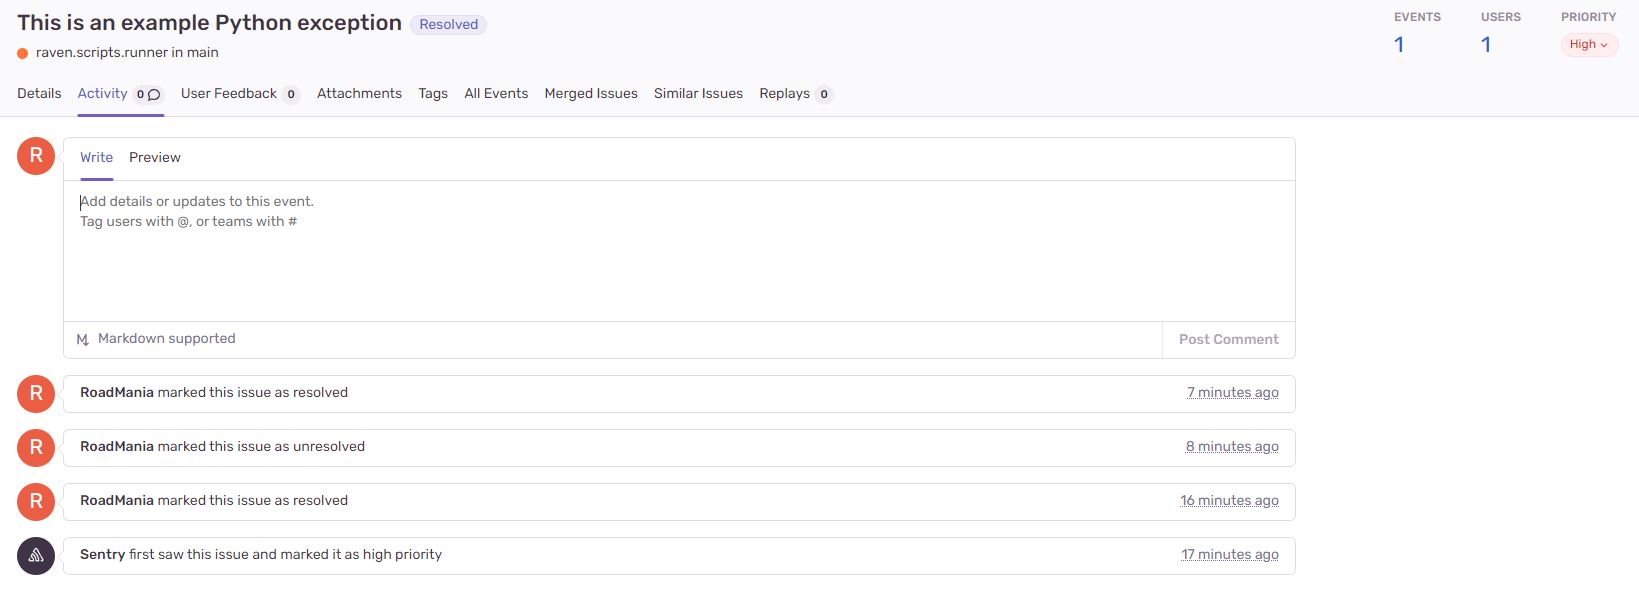 This is an example Python exception Resolved
EVENTS USERS PRIORITY
raven.scripts.runner in main
1 1 High
Details Activity 0 User Feedback 0 Attachments Tags All Events Merged Issues Similar Issues Replays 0
R
Write Preview
Add details or updates to this event.
Tag users with @, or teams with #
Markdown supported Post Comment
R RoadMania marked this issue as resolved 7 minutes ago
R RoadMania marked this issue as unresolved 8 minutes ago
R RoadMania marked this issue as resolved 16 minutes ago
Sentry first saw this issue and marked it as high priority 17 minutes ago